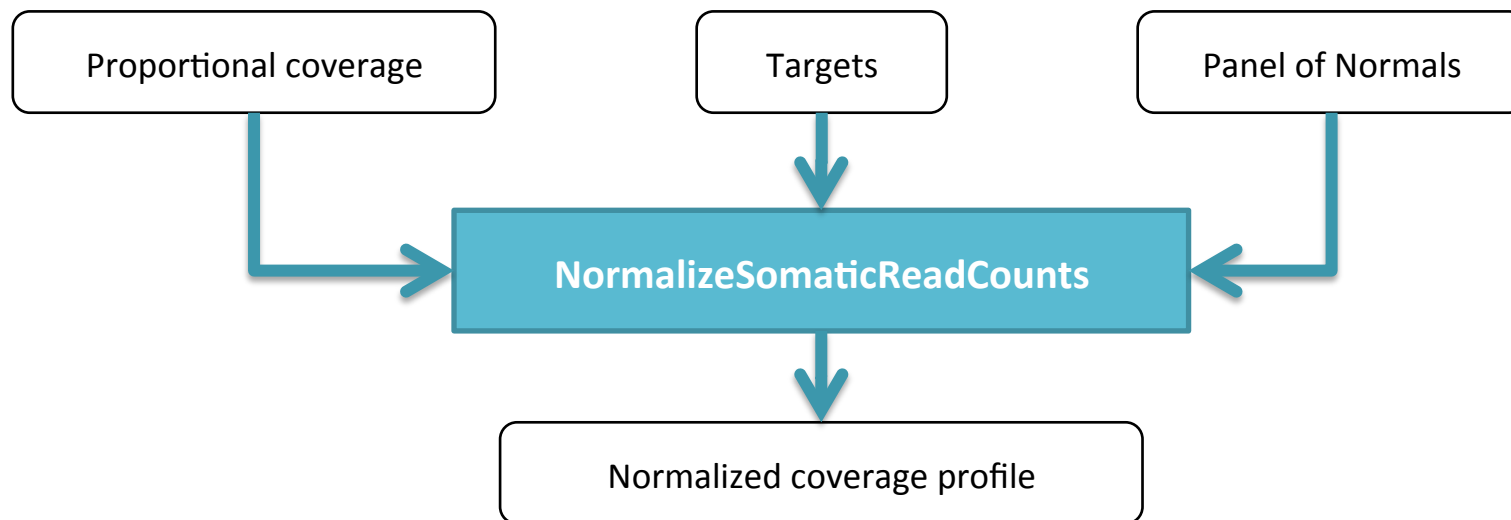 Proportional coverage
Targets
Panel of Normals
NormalizeSomaticReadCounts
Normalized coverage profile